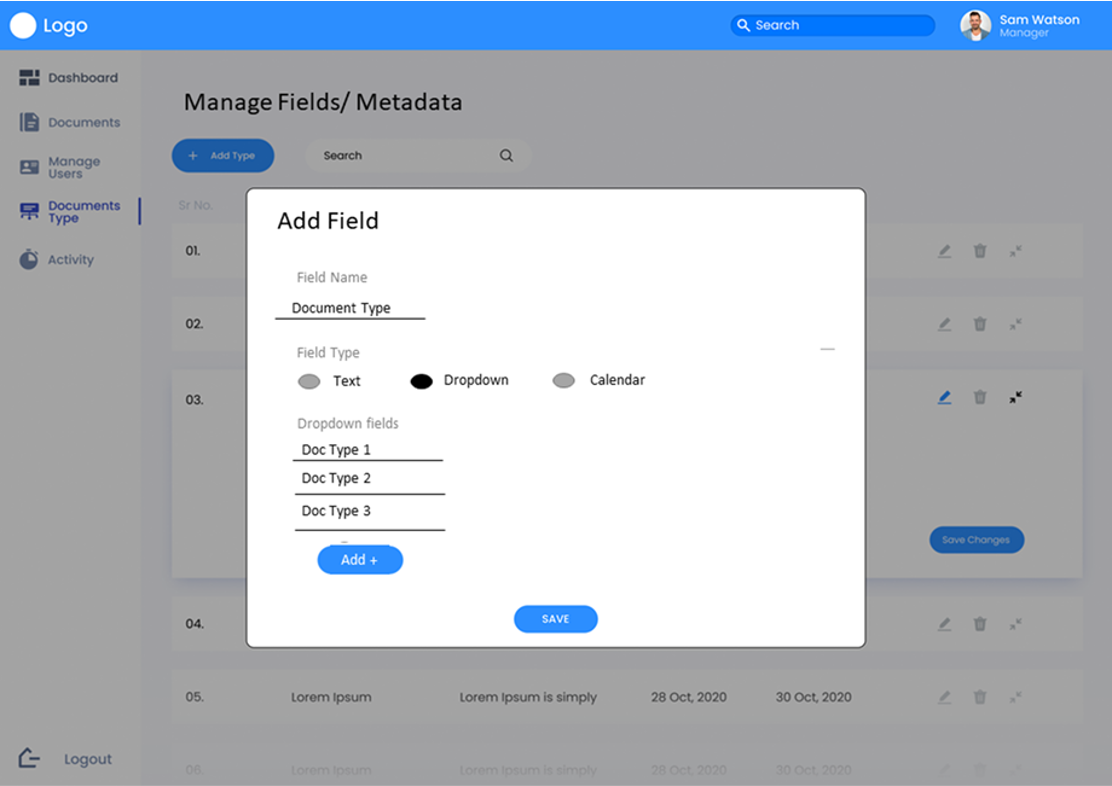 Logo
Search
Sam Watson
Manager
Dashboard
Documents
Manage
Users
Documents
Type
Activity
Logout
Manage Fields/ Metadata
+ Add Type
Search
Sr No.
01.
02.
03.
Save Changes
04.
05. Lorem Ipsum Lorem Ipsum is simply 28 Oct, 2020 30 Oct, 2020
06. Lorem Ipsum Lorem Ipsum is simply 28 Oct, 2020 30 Oct, 2020
Add Field
Field Name
Document Type
Field Type
Text Dropdown Calendar
Dropdown fields
Doc Type 1
Doc Type 2
Doc Type 3
Add +
SAVE